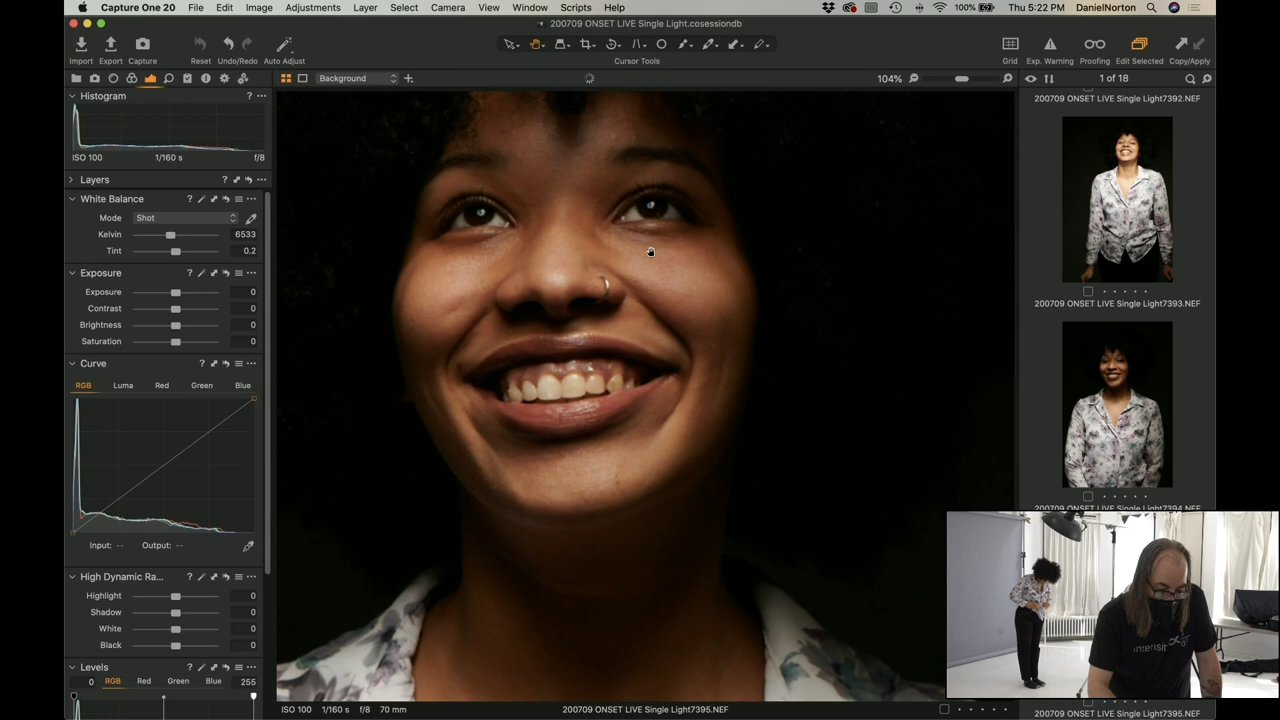 Capture One 20 File Edit Image Adjustments Layer Select Camera View Window Scripts Help 100% Thu 5:22 PM DanielNorton
200709 ONSET LIVE Single Light.cosessiondb
Import Export Capture Reset Undo/Redo Auto Adjust Cursor Tools Grid Exp. Warning Proofing Edit Selected Copy/Apply
Background 104% 1 of 18
Histogram
ISO 100 1/160 s f/8
Layers
White Balance
Mode Shot
Kelvin 6533
Tint 0.2
Exposure
Exposure 0
Contrast 0
Brightness 0
Saturation 0
Curve
RGB Luma Red Green Blue
Input: -- Output: --
High Dynamic Ra...
Highlight 0
Shadow 0
White 0
Black 0
Levels
0 RGB Red Green Blue 255
ISO 100 1/160 s f/8 70 mm 200709 ONSET LIVE Single Light7395.NEF
200709 ONSET LIVE Single Light7392.NEF
200709 ONSET LIVE Single Light7393.NEF
200709 ONSET LIVE Single Light7394.NEF
200709 ONSET LIVE Single Light7395.NEF